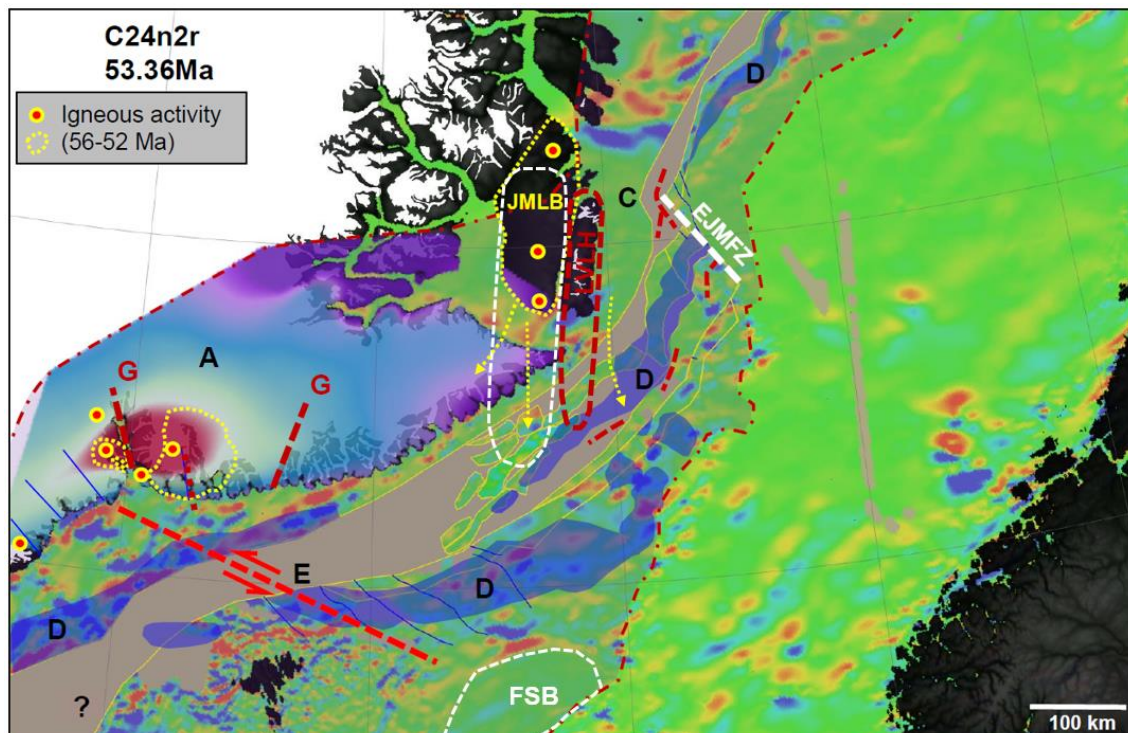 C24n2r
53.36Ma
Igneous activity
(56-52 Ma)
D
JMLB
C
EJMFZ
A
G
G
D
E
D
D
?
FSB
100 km